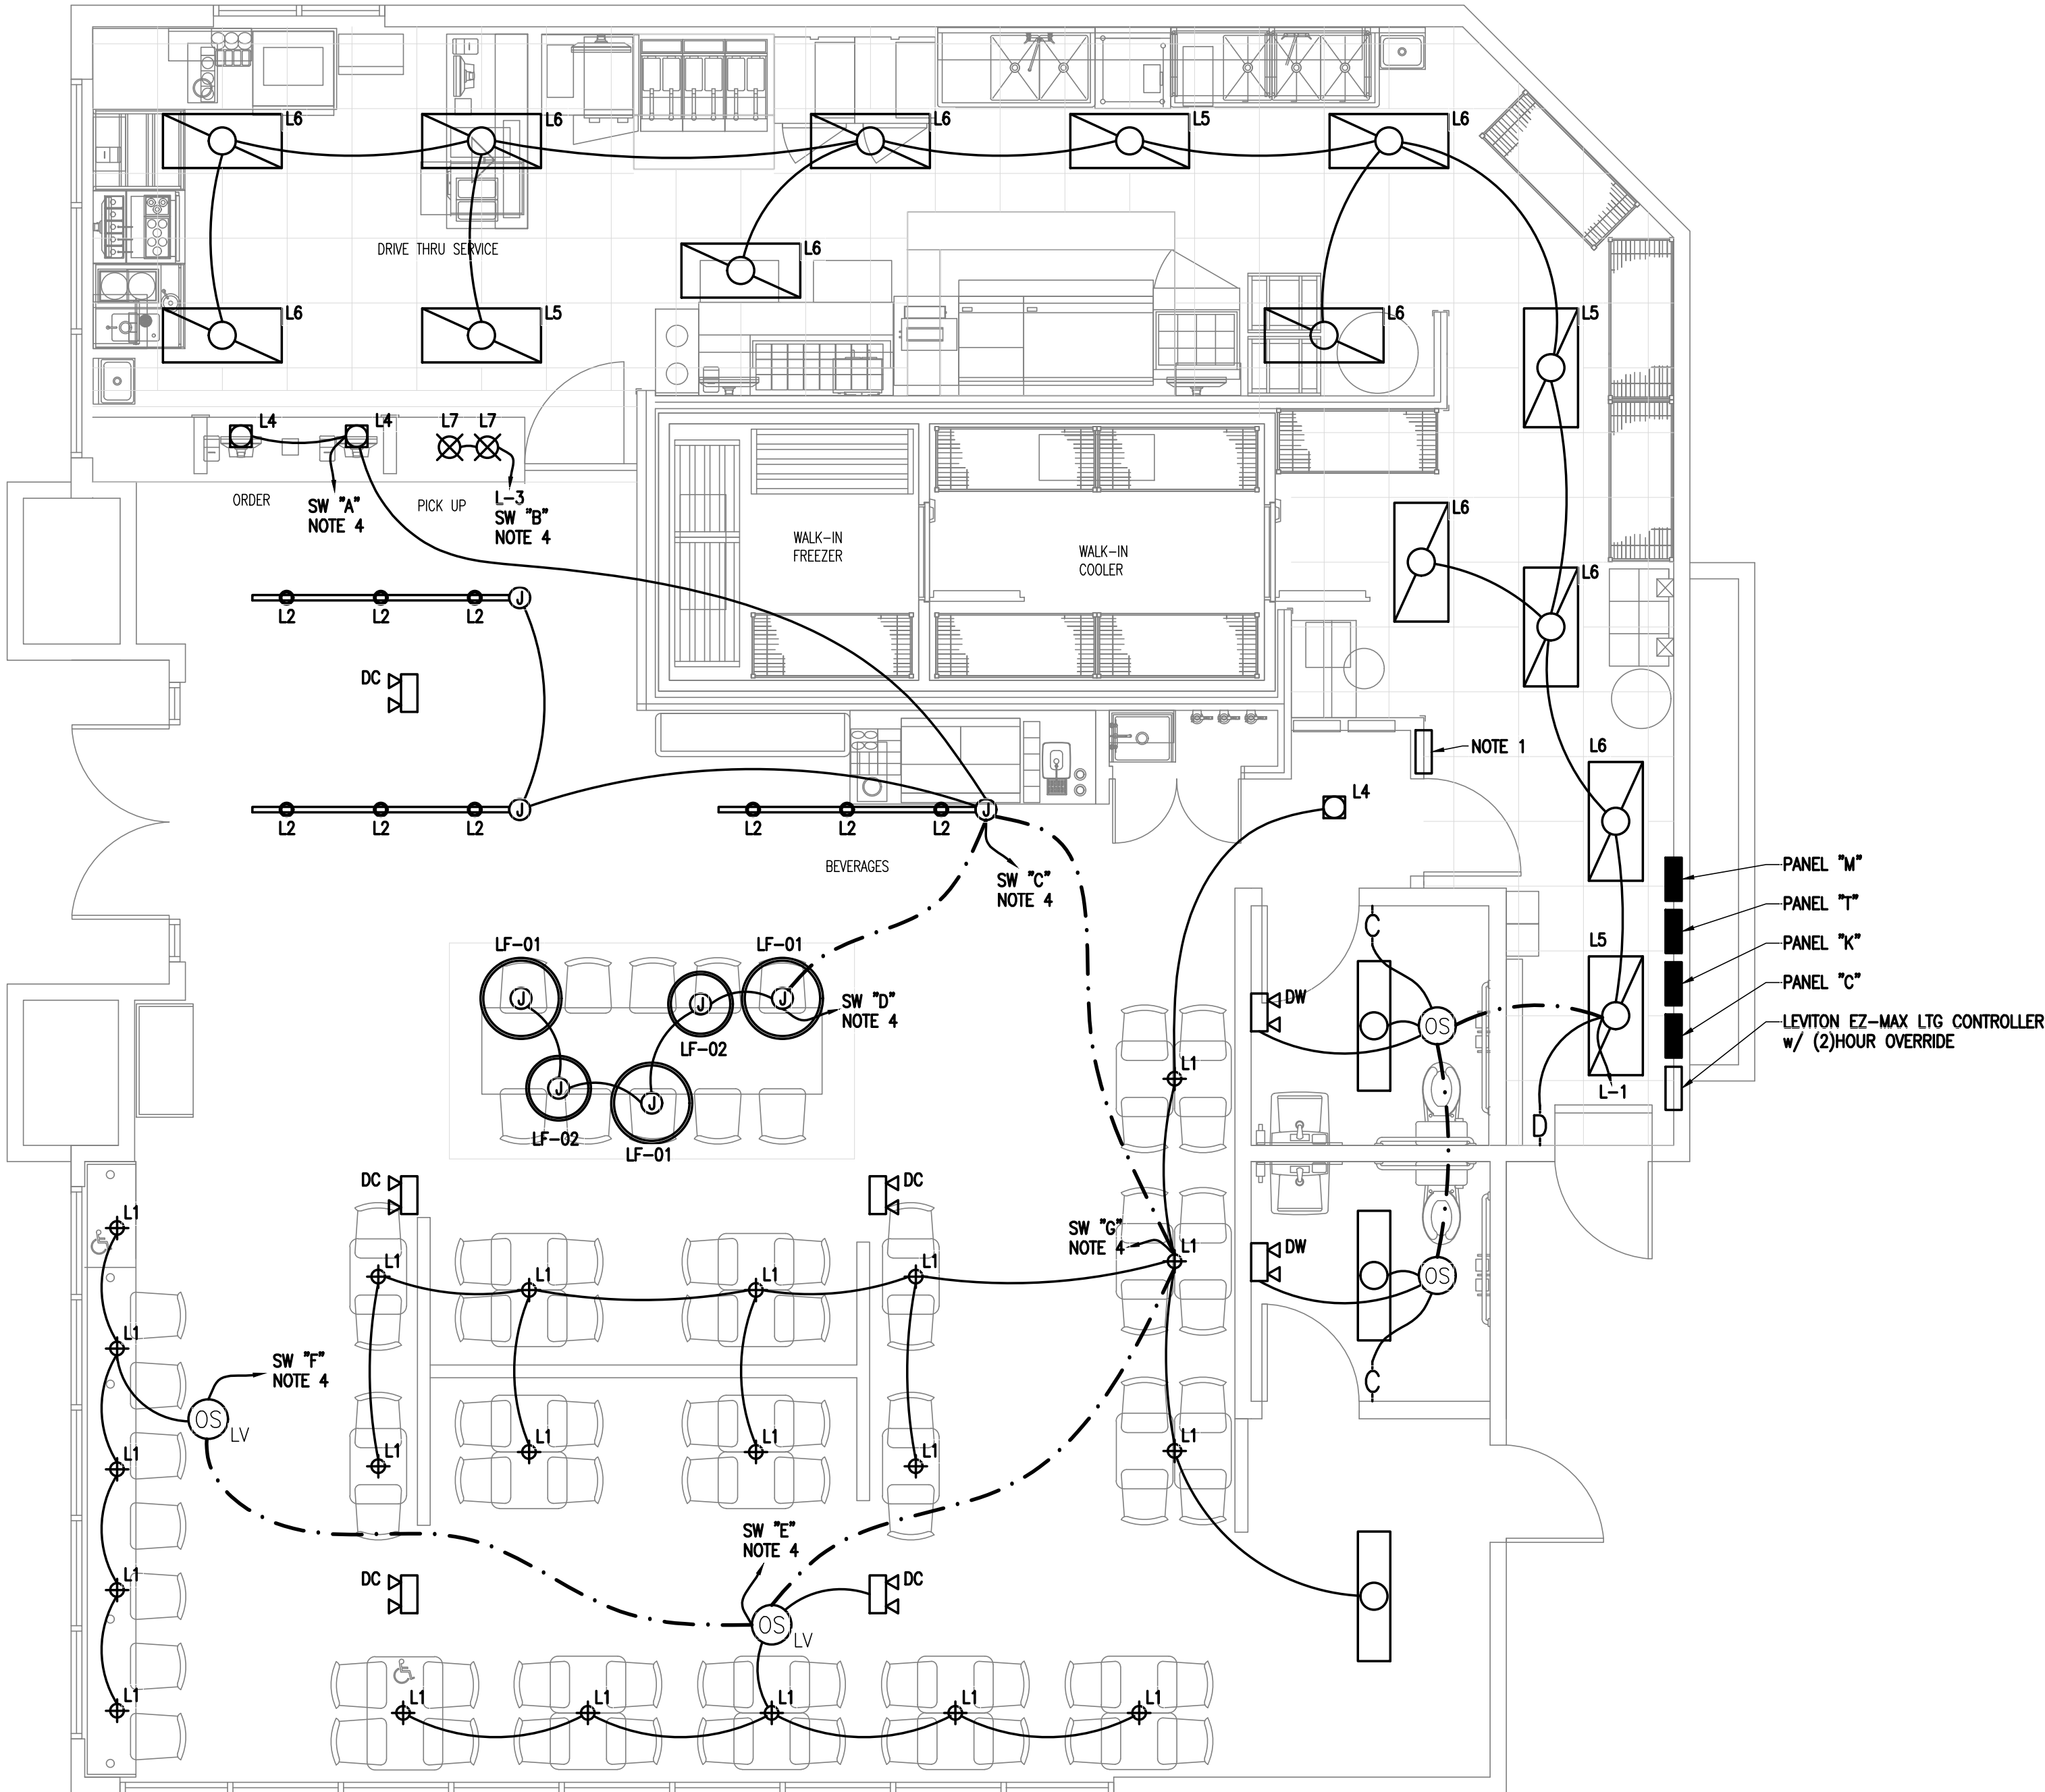 L6
L6
L6
L5
L6
DRIVE THRU SERVICE
L6
L6
L5
L6
L5
L4
L4
L7
L7
ORDER
SW "A"
NOTE 4
PICK UP
L-3
SW "B"
NOTE 4
WALK-IN
FREEZER
WALK-IN
COOLER
L6
L6
J
L2
L2
L2
DC
NOTE 1
L6
L4
J
L2
L2
L2
J
L2
L2
L2
BEVERAGES
SW "C"
NOTE 4
PANEL "M"
PANEL "T"
PANEL "K"
PANEL "C"
LEVITON EZ-MAX LTG CONTROLLER
w/ (2)HOUR OVERRIDE
LF-01
LF-01
J
J
J
SW "D"
NOTE 4
LF-02
J
J
LF-02
LF-01
C
L5
DW
OS
L-1
D
L1
DC
DC
L1
L1
L1
L1
L1
SW "G"
NOTE 4
L1
DW
OS
C
L1
SW "F"
NOTE 4
OS
LV
L1
L1
L1
L1
L1
L1
L1
DC
SW "E"
NOTE 4
DC
OS
LV
L1
L1
L1
L1
L1
L1